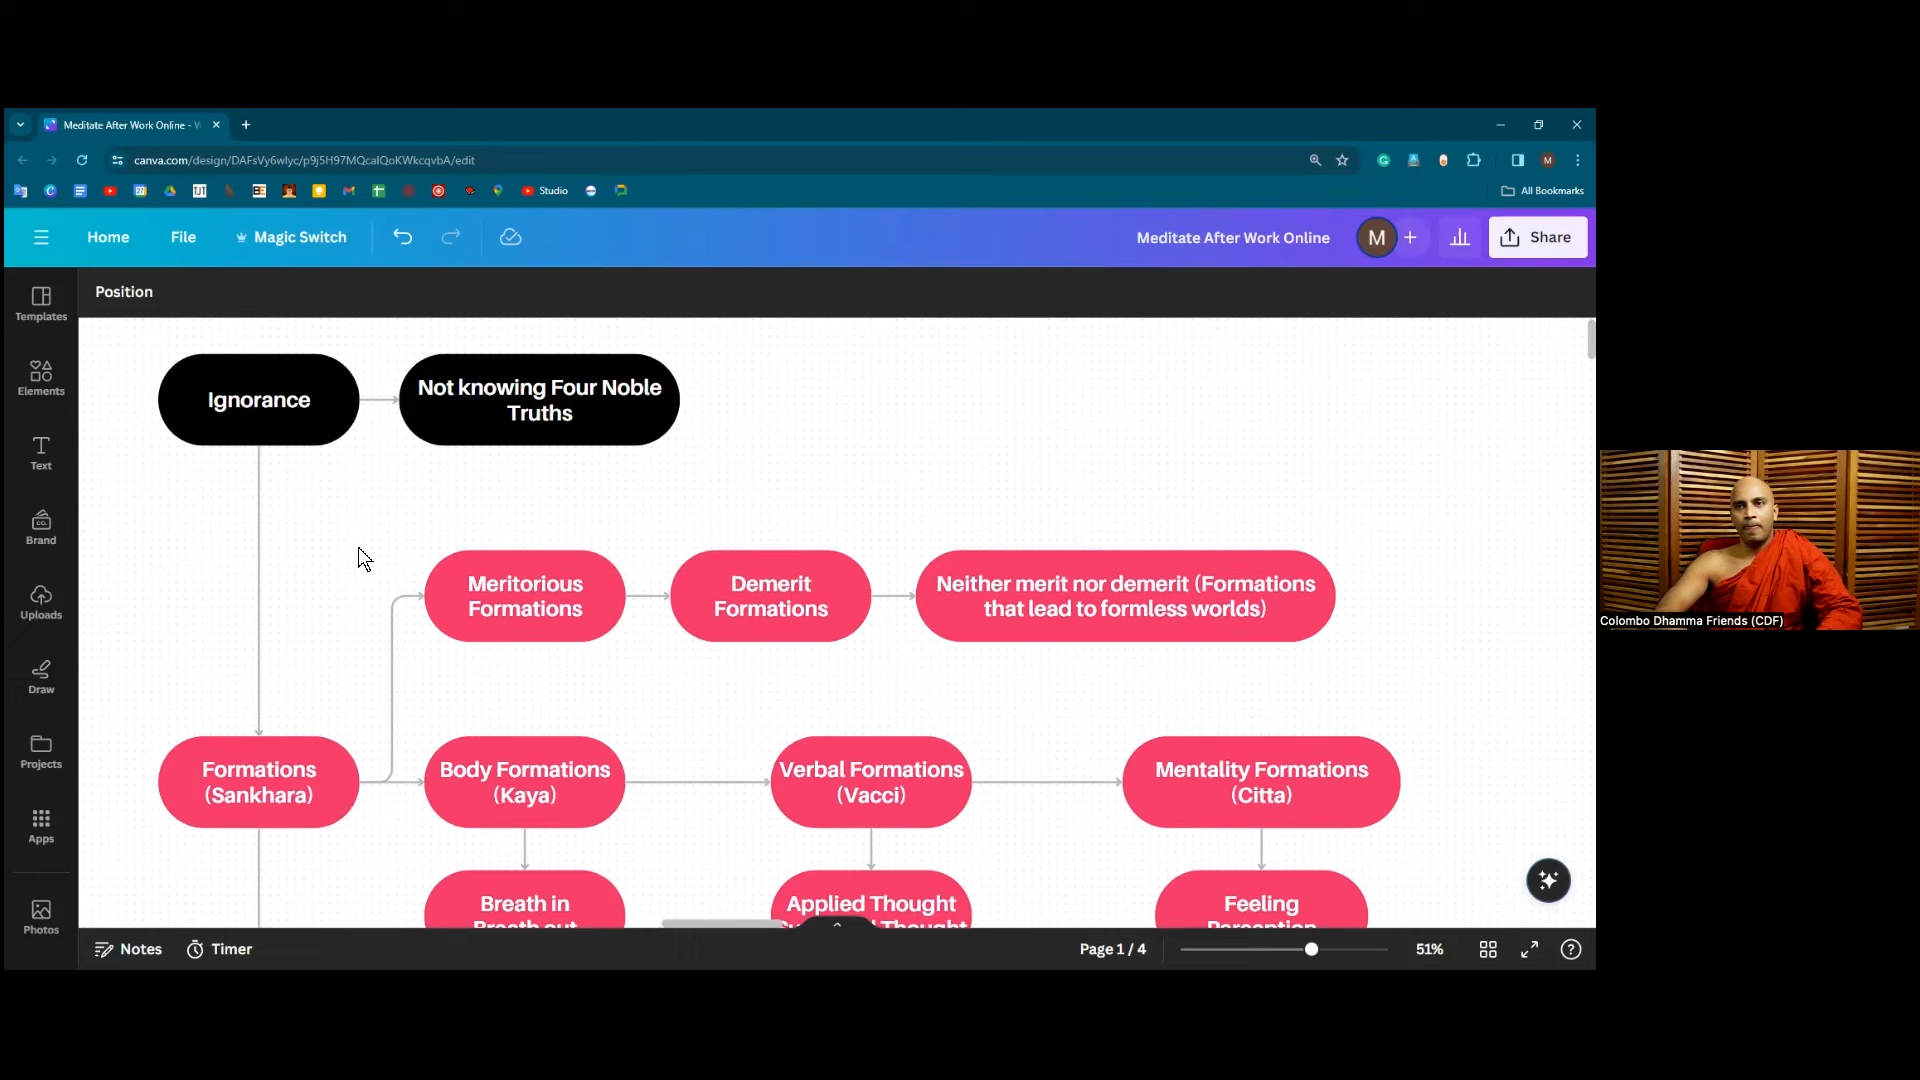 Meditate After Work Online - W
canva.com/design/DAFsVy6wlyc/p9j5H97MQcalQoKWkcqvbA/edit
Studio
All Bookmarks
Home
File
Magic Switch
Meditate After Work Online
M
Share
Position
Templates
Elements
Text
Brand
Uploads
Draw
Projects
Apps
Photos
Ignorance
Not knowing Four Noble
Truths
Meritorious
Formations
Demerit
Formations
Neither merit nor demerit (Formations
that lead to formless worlds)
Formations
(Sankhara)
Body Formations
(Kaya)
Verbal Formations
(Vacci)
Mentality Formations
(Citta)
Breath in
Breath out
Applied Thought
Thought
Feeling
Perception
Colombo Dhamma Friends (CDF)
Notes
Timer
Page 1 / 4
51%